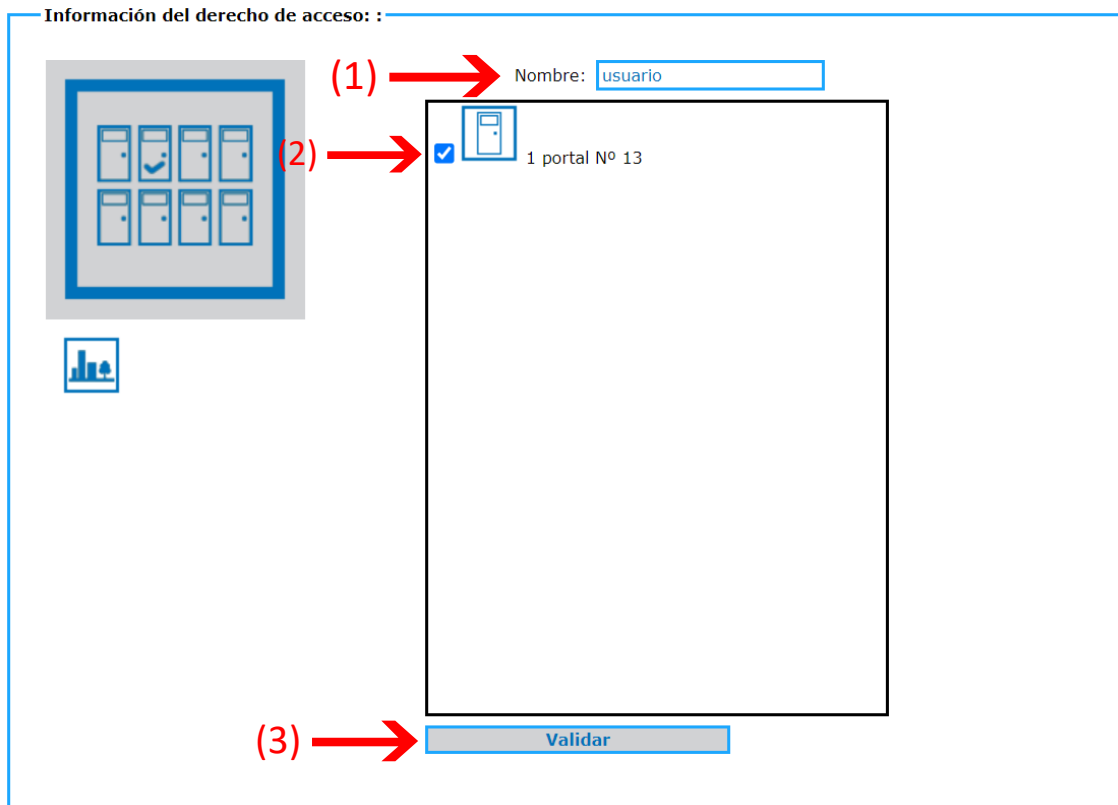 Información del derecho de acceso: :
(1) Nombre: usuario
(2) 1 portal Nº 13
(3) Validar